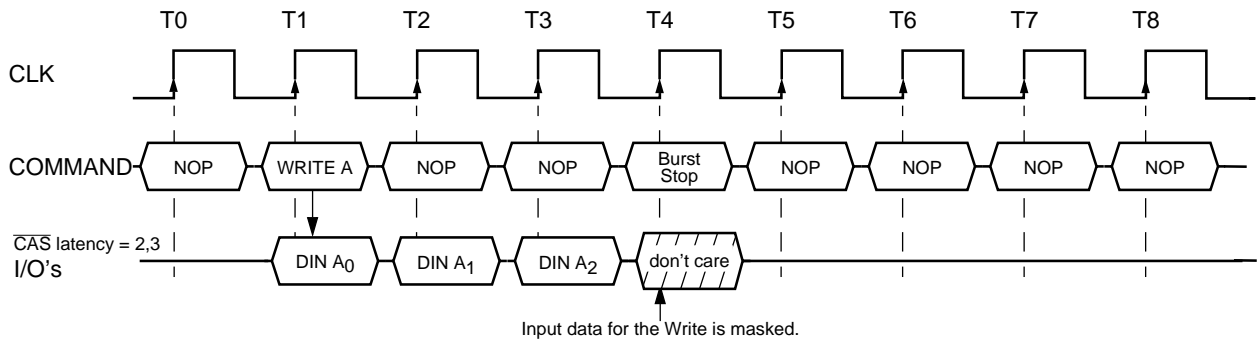 T0 T1 T2 T3 T4 T5 T6 T7 T8
CLK
COMMAND NOP WRITE A NOP NOP Burst Stop NOP NOP NOP NOP
CAS latency = 2,3
I/O's DIN A0 DIN A1 DIN A2 don't care
Input data for the Write is masked.